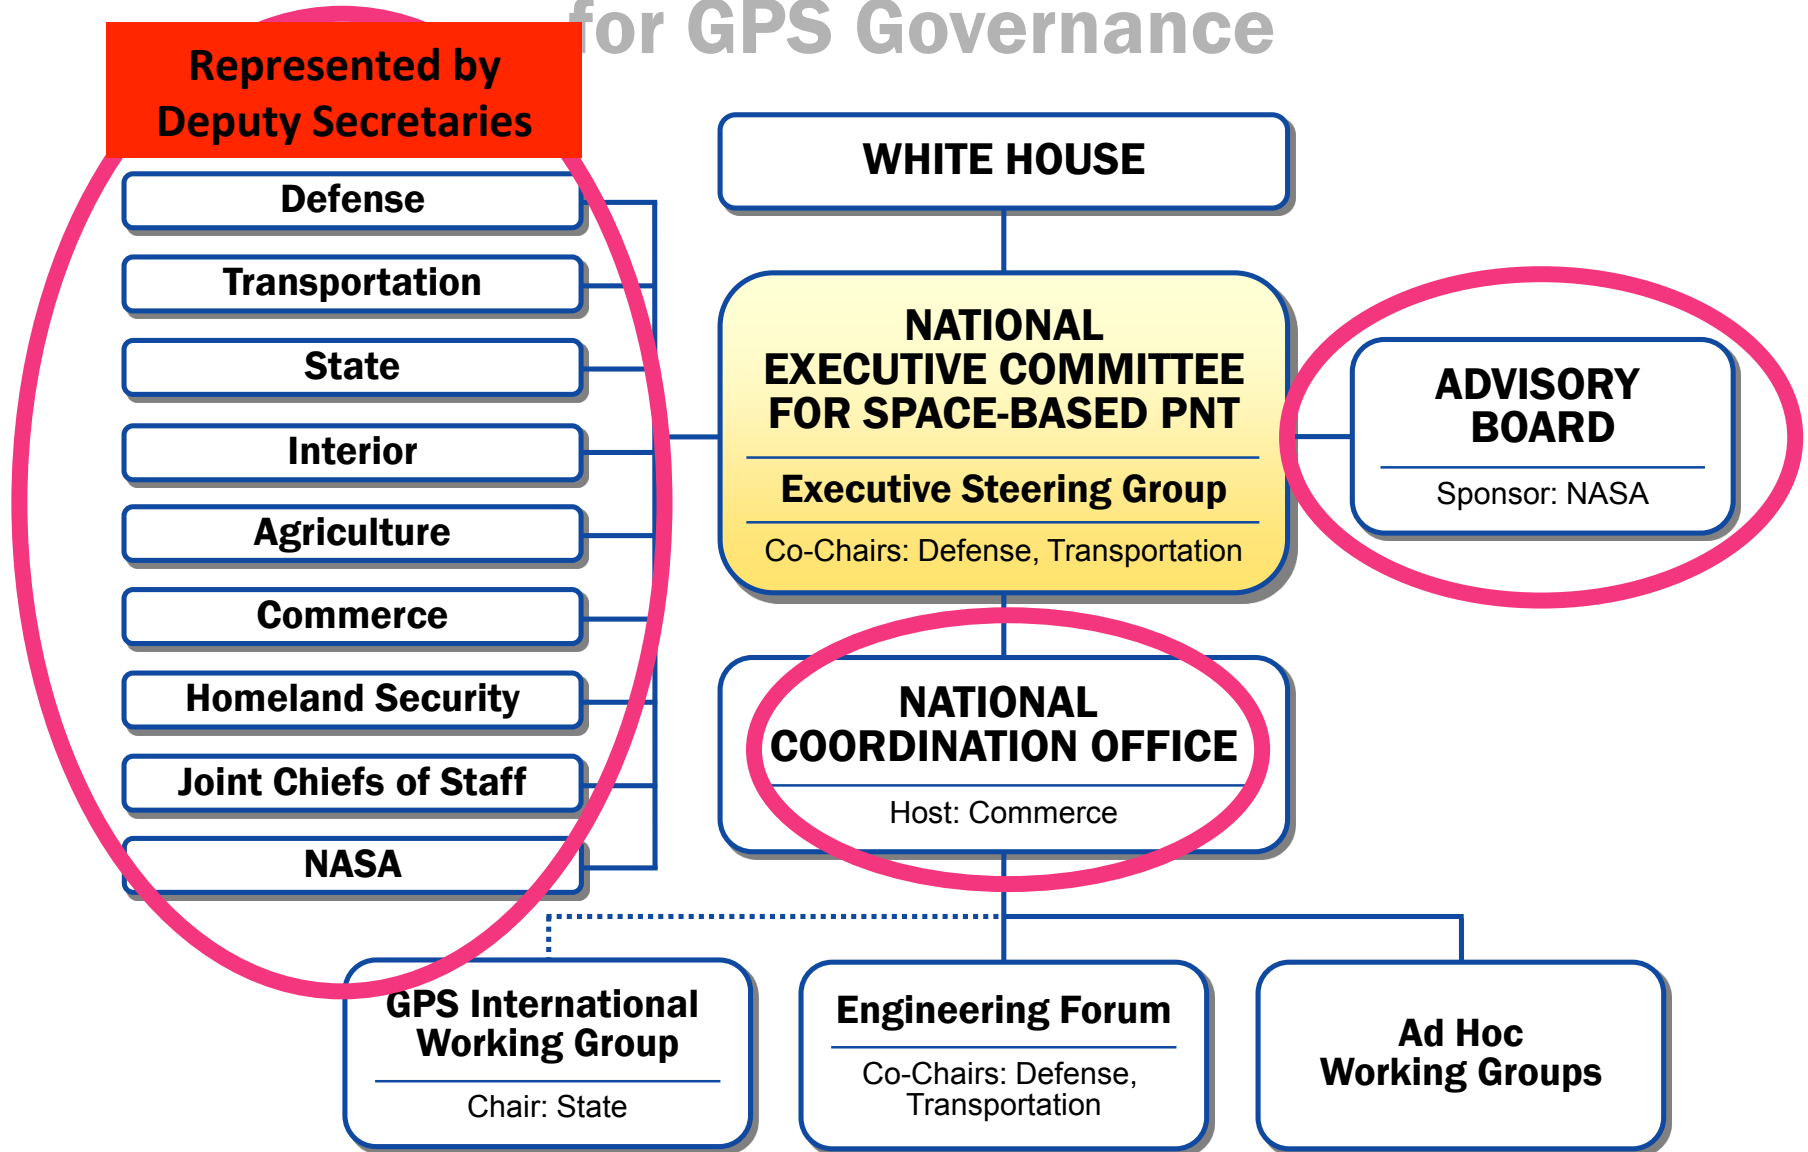 for GPS Governance
Represented by
Deputy Secretaries
Defense
Transportation
State
Interior
Agriculture
Commerce
Homeland Security
Joint Chiefs of Staff
NASA
WHITE HOUSE
NATIONAL
EXECUTIVE COMMITTEE
FOR SPACE-BASED PNT
Executive Steering Group
Co-Chairs: Defense, Transportation
ADVISORY
BOARD
Sponsor: NASA
NATIONAL
COORDINATION OFFICE
Host: Commerce
GPS International
Working Group
Chair: State
Engineering Forum
Co-Chairs: Defense,
Transportation
Ad Hoc
Working Groups